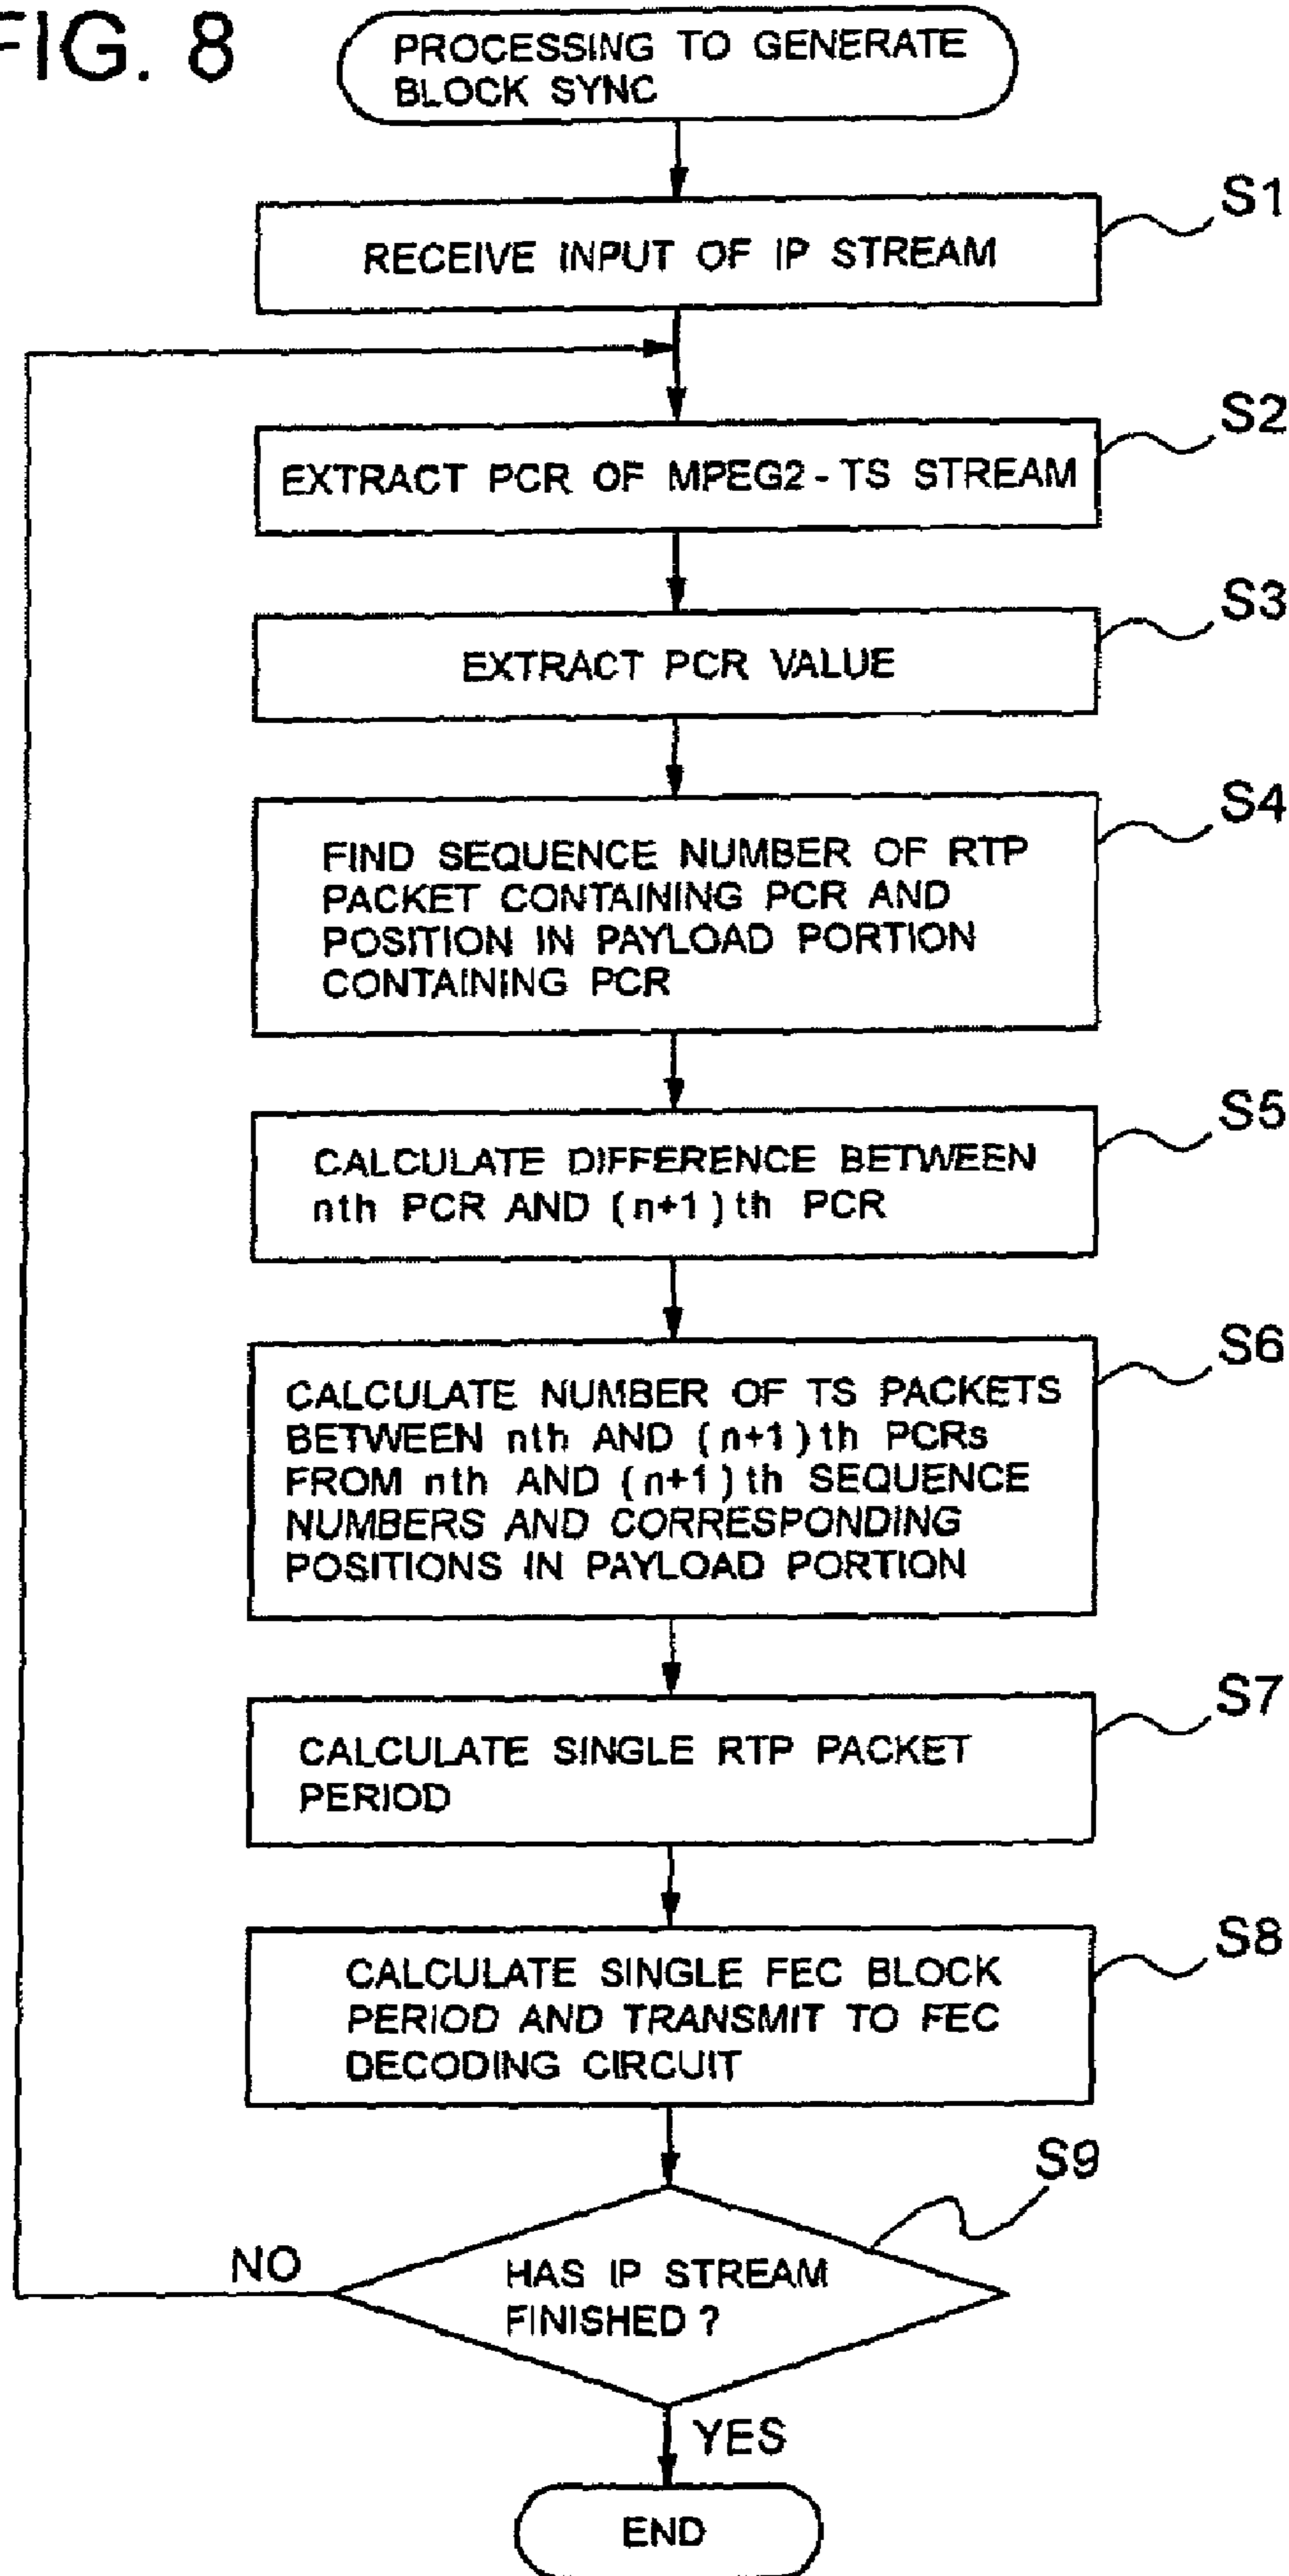 FIG. 8
PROCESSING TO GENERATE
BLOCK SYNC
S1
RECEIVE INPUT OF IP STREAM
S2
EXTRACT PCR OF MPEG2-TS STREAM
S3
EXTRACT PCR VALUE
S4
FIND SEQUENCE NUMBER OF RTP
PACKET CONTAINING PCR AND
POSITION IN PAYLOAD PORTION
CONTAINING PCR
S5
CALCULATE DIFFERENCE BETWEEN
nth PCR AND (n+1)th PCR
S6
CALCULATE NUMBER OF TS PACKETS
BETWEEN nth AND (n+1)th PCRs
FROM nth AND (n+1)th SEQUENCE
NUMBERS AND CORRESPONDING
POSITIONS IN PAYLOAD PORTION
S7
CALCULATE SINGLE RTP PACKET
PERIOD
S8
CALCULATE SINGLE FEC BLOCK
PERIOD AND TRANSMIT TO FEC
DECODING CIRCUIT
S9
NO
HAS IP STREAM
FINISHED?
YES
END